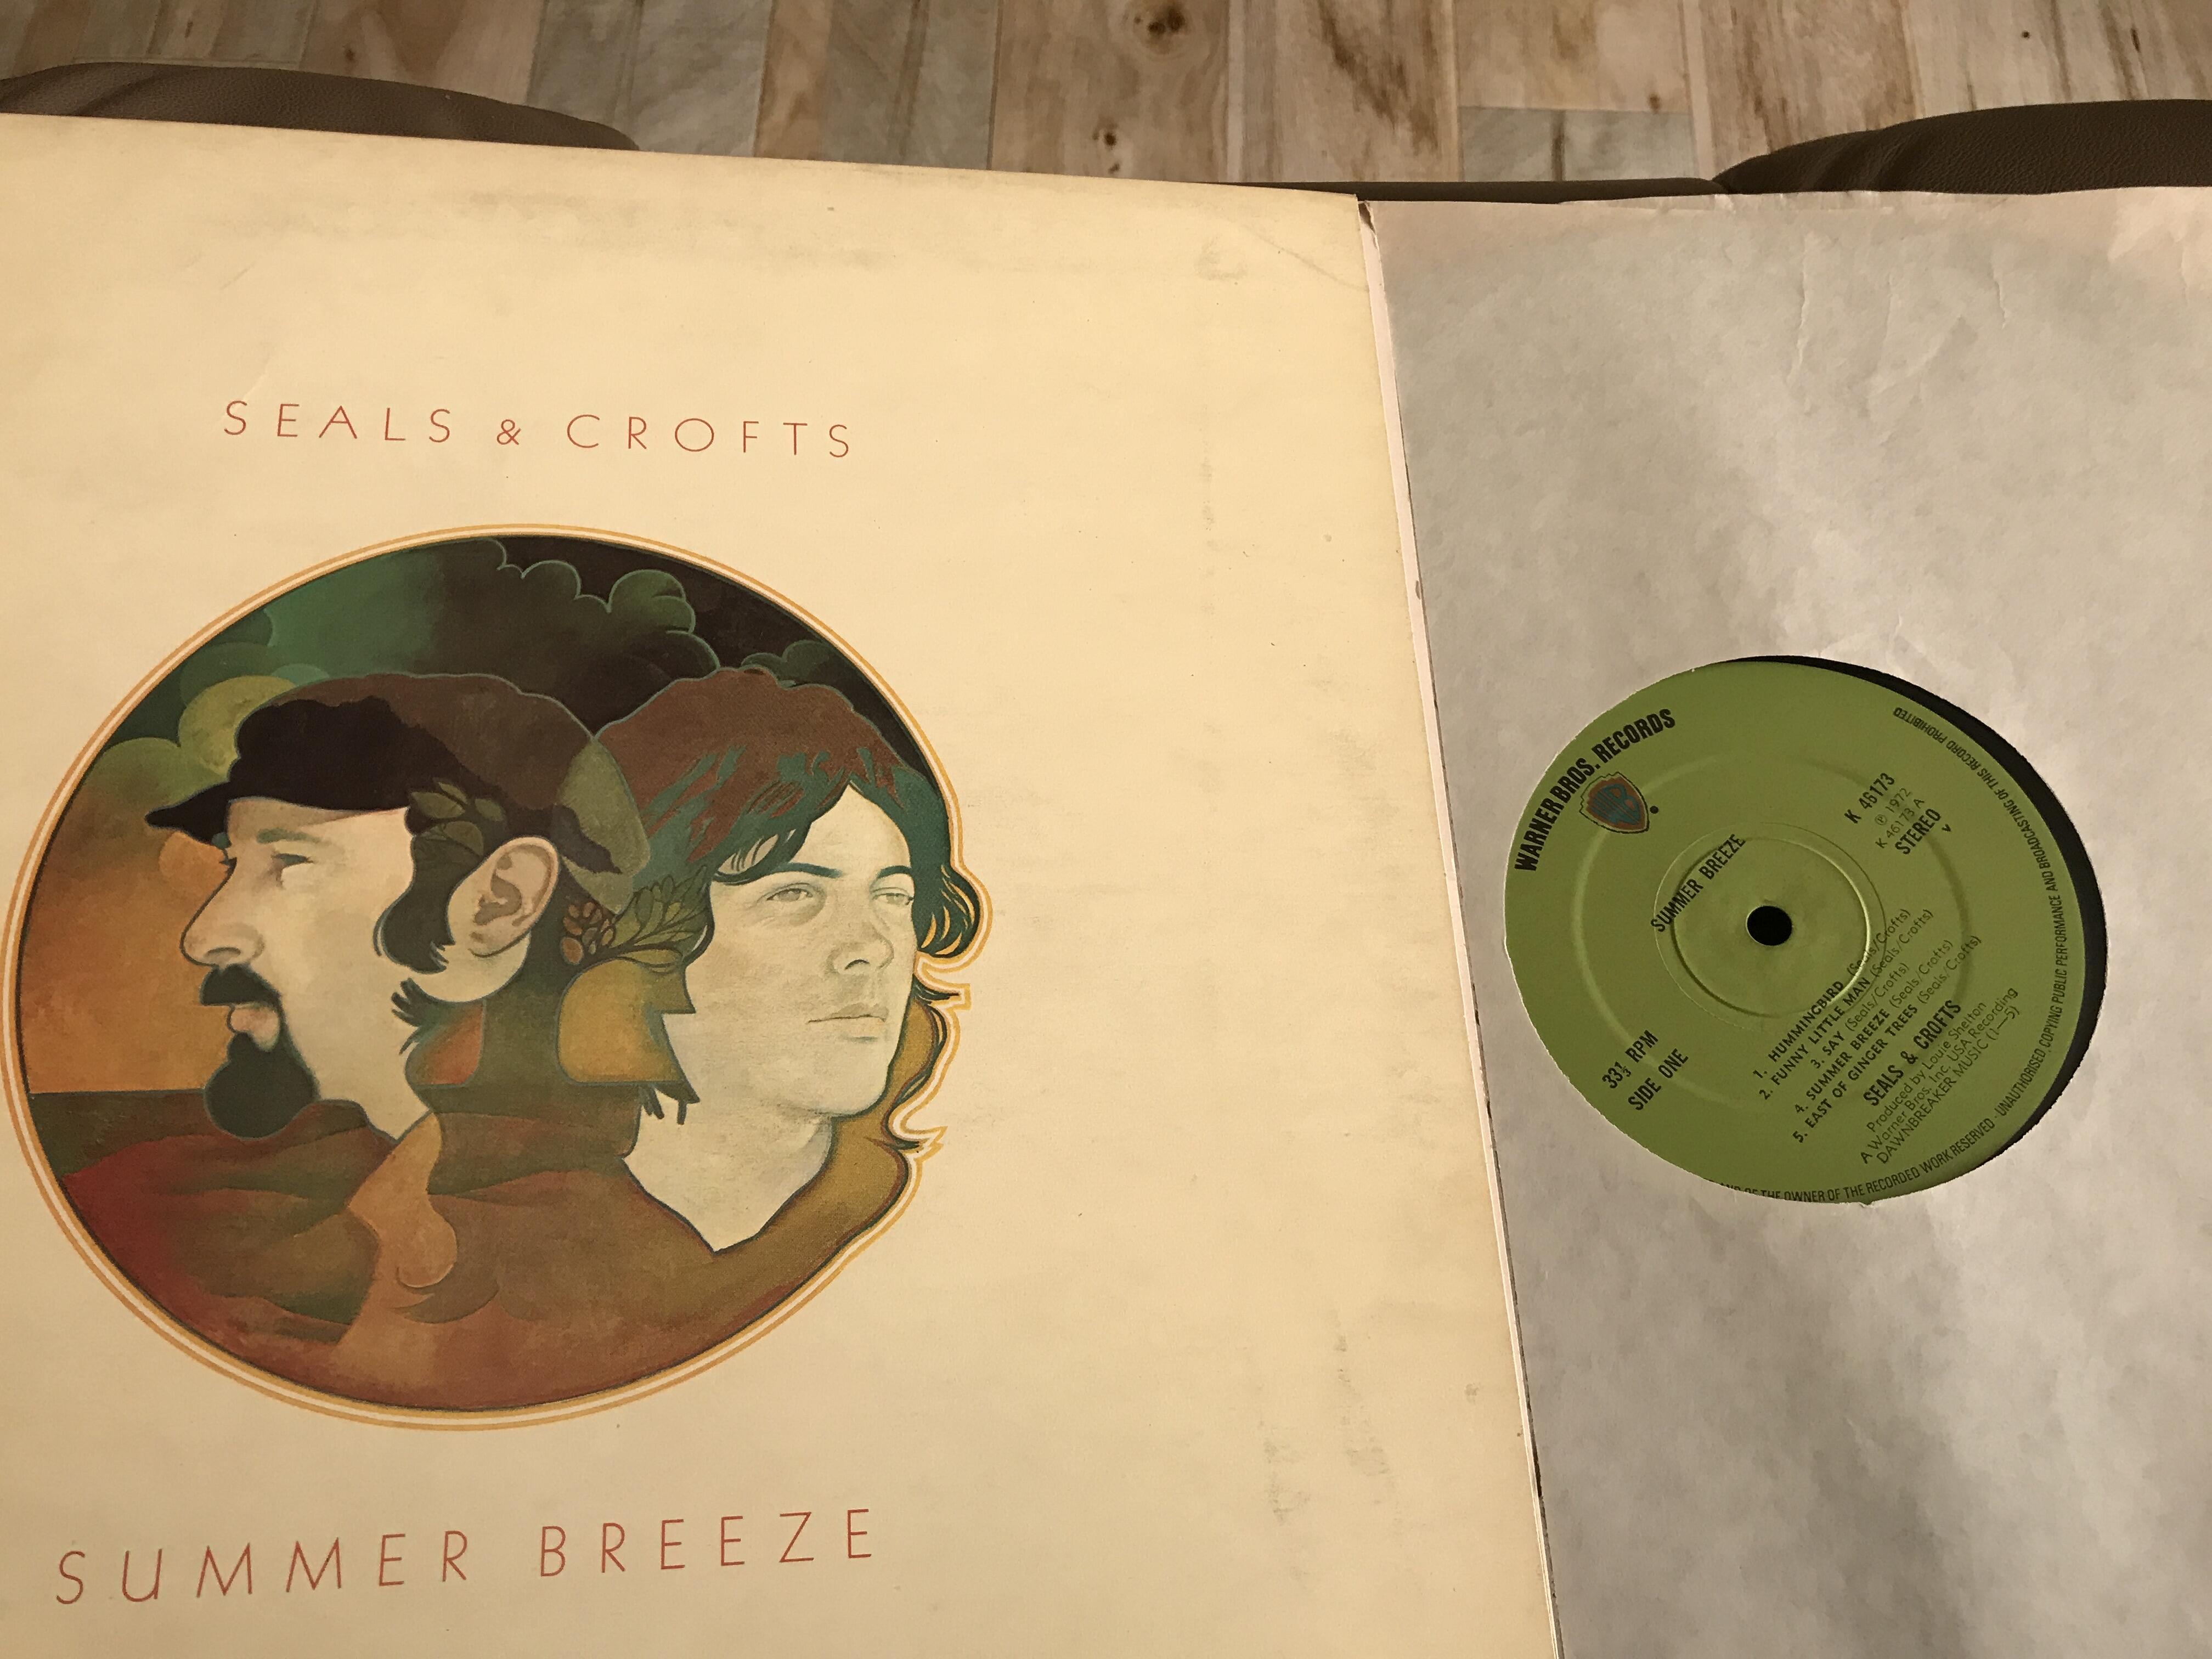 SEALS & CROFTS
SUMMER BREEZE
WARNER BROS. RECORDS
SUMMER BREEZE
K 46173
℗ 1972
K 46173 A
STEREO
V
33⅓ RPM
SIDE ONE
1. HUMMINGBIRD (Seals/Crofts)
2. FUNNY LITTLE MAN (Seals/Crofts)
3. SAY (Seals/Crofts)
4. SUMMER BREEZE (Seals/Crofts)
5. EAST OF GINGER TREES (Seals/Crofts)
SEALS & CROFTS
Produced by Louie Shelton
A Warner Bros. Inc. USA Recording
DAWNBREAKER MUSIC (1—5)
OF THE OWNER OF THE RECORDED WORK RESERVED - UNAUTHORISED COPYING PUBLIC PERFORMANCE AND BROADCASTING OF THIS RECORD PROHIBITED